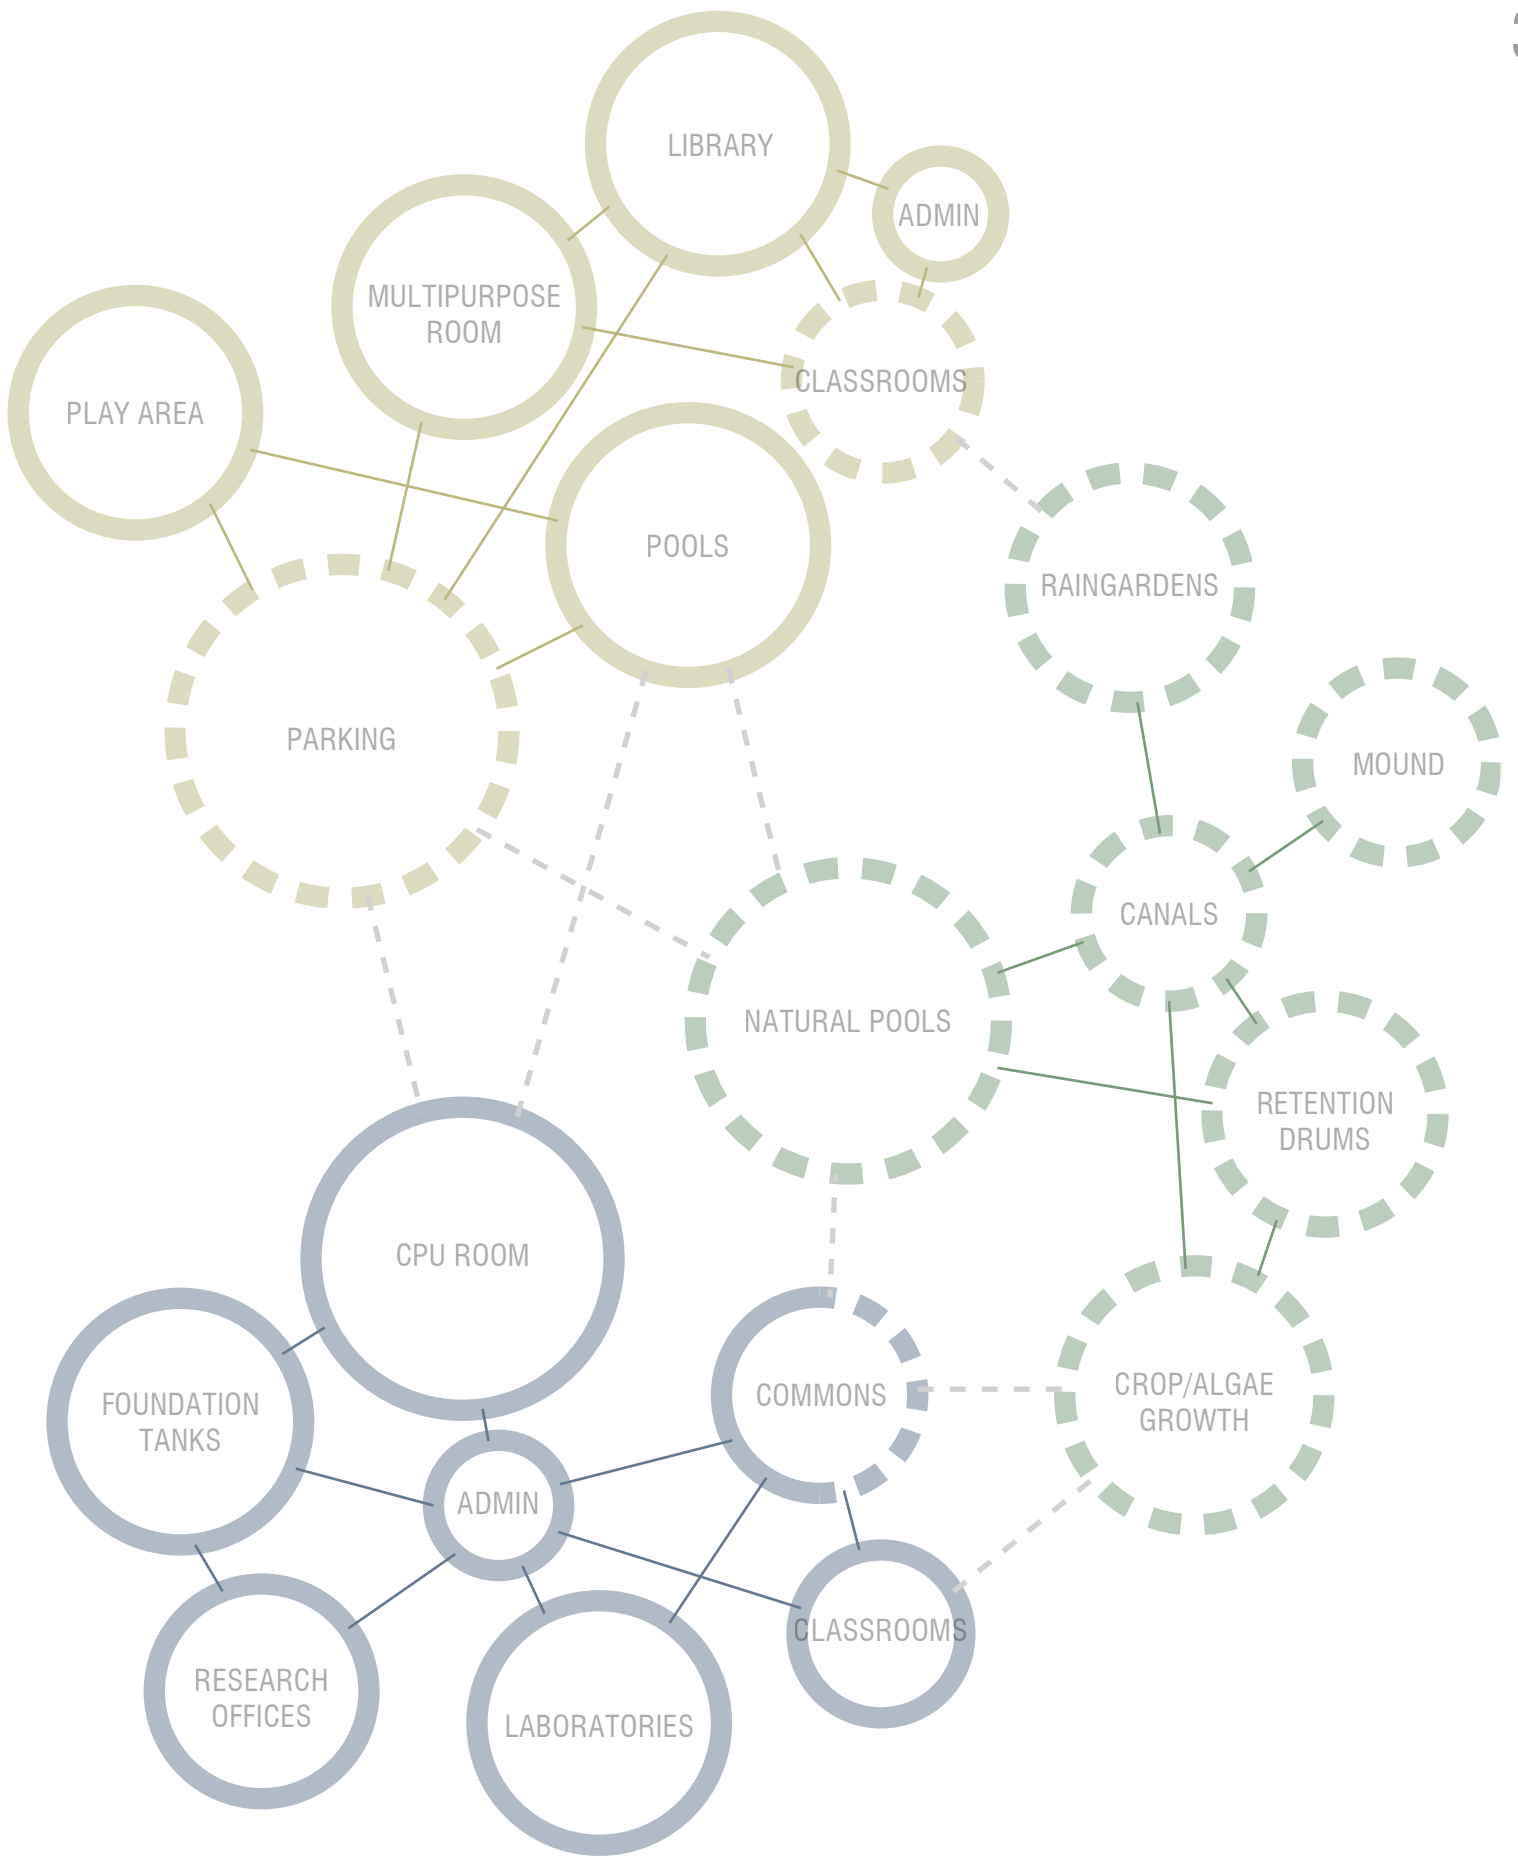 LIBRARY
ADMIN
MULTIPURPOSE
ROOM
CLASSROOMS
PLAY AREA
POOLS
RAINGARDENS
PARKING
MOUND
CANALS
NATURAL POOLS
RETENTION
DRUMS
CPU ROOM
COMMONS
CROP/ALGAE
GROWTH
FOUNDATION
TANKS
ADMIN
CLASSROOMS
RESEARCH
OFFICES
LABORATORIES